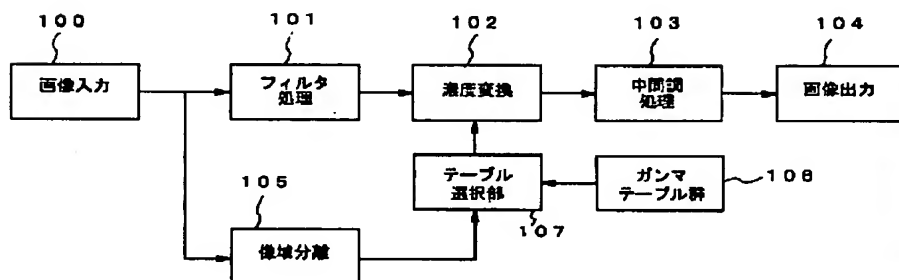 100
101
102
103
104
画像入力
フィルタ
処理
濃度変換
中間調
処理
画像出力
105
テーブル
選択部
ガンマ
テーブル群
106
107
像域分離